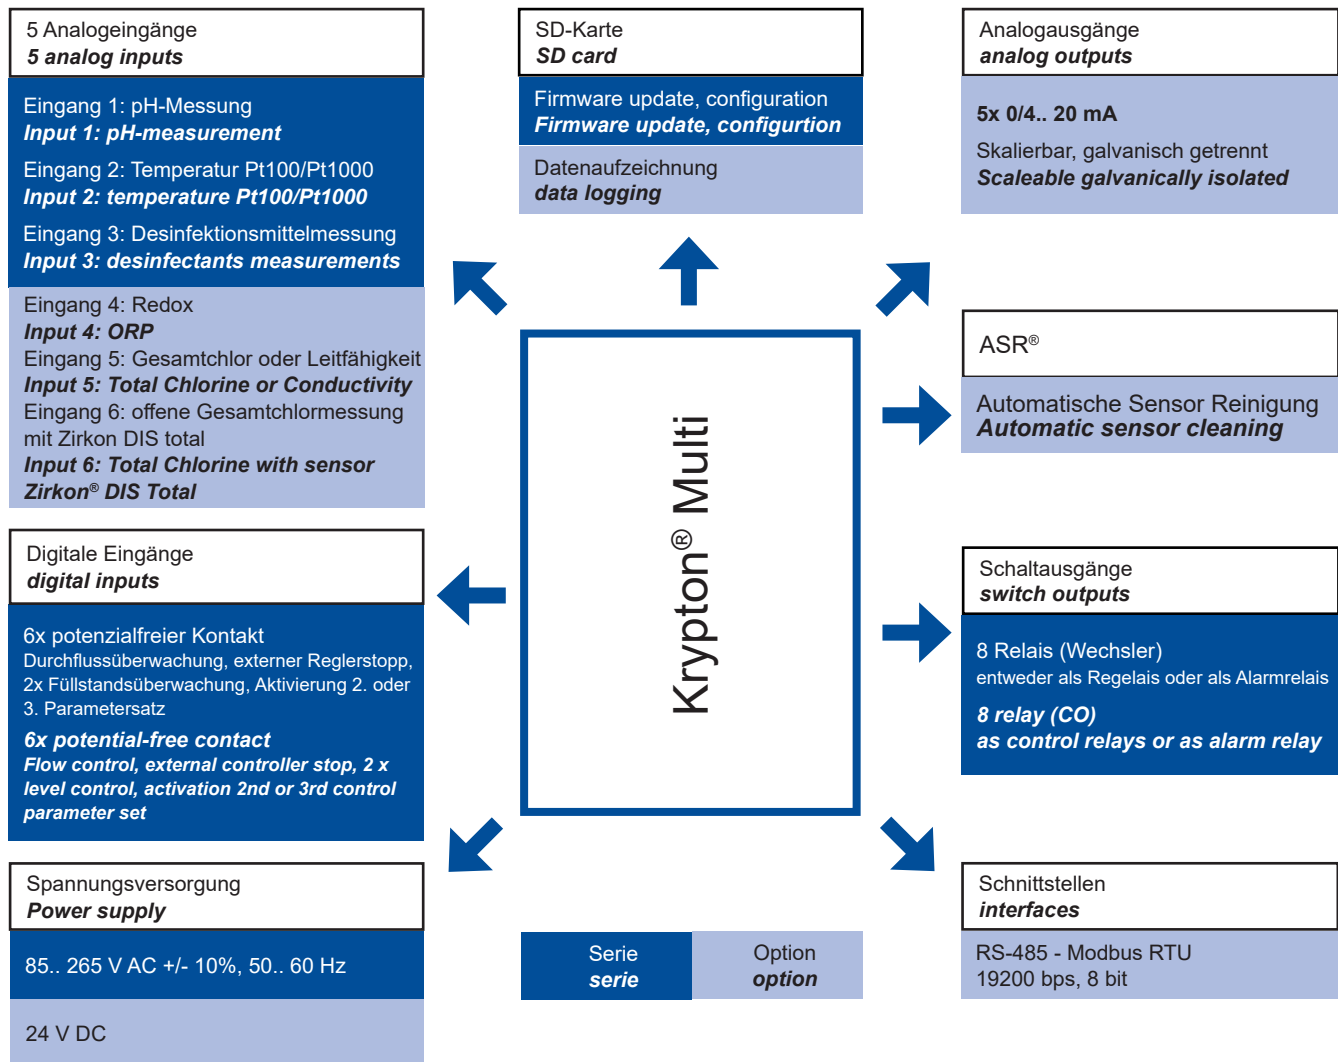 5 Analogeingänge
5 analog inputs
Eingang 1: pH-Messung
Input 1: pH-measurement
Eingang 2: Temperatur Pt100/Pt1000
Input 2: temperature Pt100/Pt1000
Eingang 3: Desinfektionsmittelmessung
Input 3: desinfectants measurements
Eingang 4: Redox
Input 4: ORP
Eingang 5: Gesamtchlor oder Leitfähigkeit
Input 5: Total Chlorine or Conductivity
Eingang 6: offene Gesamtchlormessung
mit Zirkon DIS total
Input 6: Total Chlorine with sensor
Zirkon® DIS Total
Digitale Eingänge
digital inputs
6x potenzialfreier Kontakt
Durchflussüberwachung, externer Reglerstopp,
2x Füllstandsüberwachung, Aktivierung 2. oder
3. Parametersatz
6x potential-free contact
Flow control, external controller stop, 2 x
level control, activation 2nd or 3rd control
parameter set
Spannungsversorgung
Power supply
85.. 265 V AC +/- 10%, 50.. 60 Hz
24 V DC
SD-Karte
SD card
Firmware update, configuration
Firmware update, configurtion
Datenaufzeichnung
data logging
Krypton® Multi
Serie
serie
Option
option
Analogausgänge
analog outputs
5x 0/4.. 20 mA
Skalierbar, galvanisch getrennt
Scaleable galvanically isolated
ASR®
Automatische Sensor Reinigung
Automatic sensor cleaning
Schaltausgänge
switch outputs
8 Relais (Wechsler)
entweder als Regelais oder als Alarmrelais
8 relay (CO)
as control relays or as alarm relay
Schnittstellen
interfaces
RS-485 - Modbus RTU
19200 bps, 8 bit